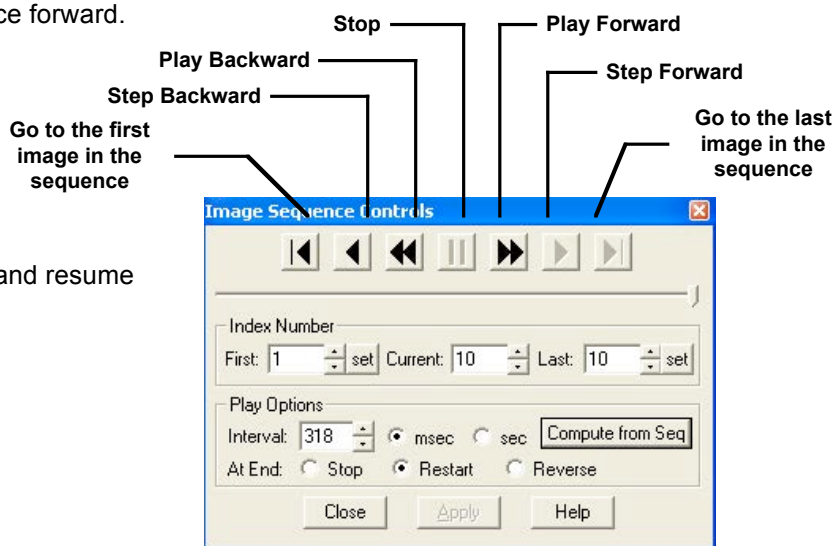 ce forward.
Stop
Play Forward
Play Backward
Step Forward
Step Backward
Go to the first
image in the
sequence
Go to the last
image in the
sequence
Image Sequence Controls
and resume
Index Number
First: 1 set Current: 10 Last: 10 set
Play Options
Interval: 318 msec sec Compute from Seq
At End: Stop Restart Reverse
Close Apply Help